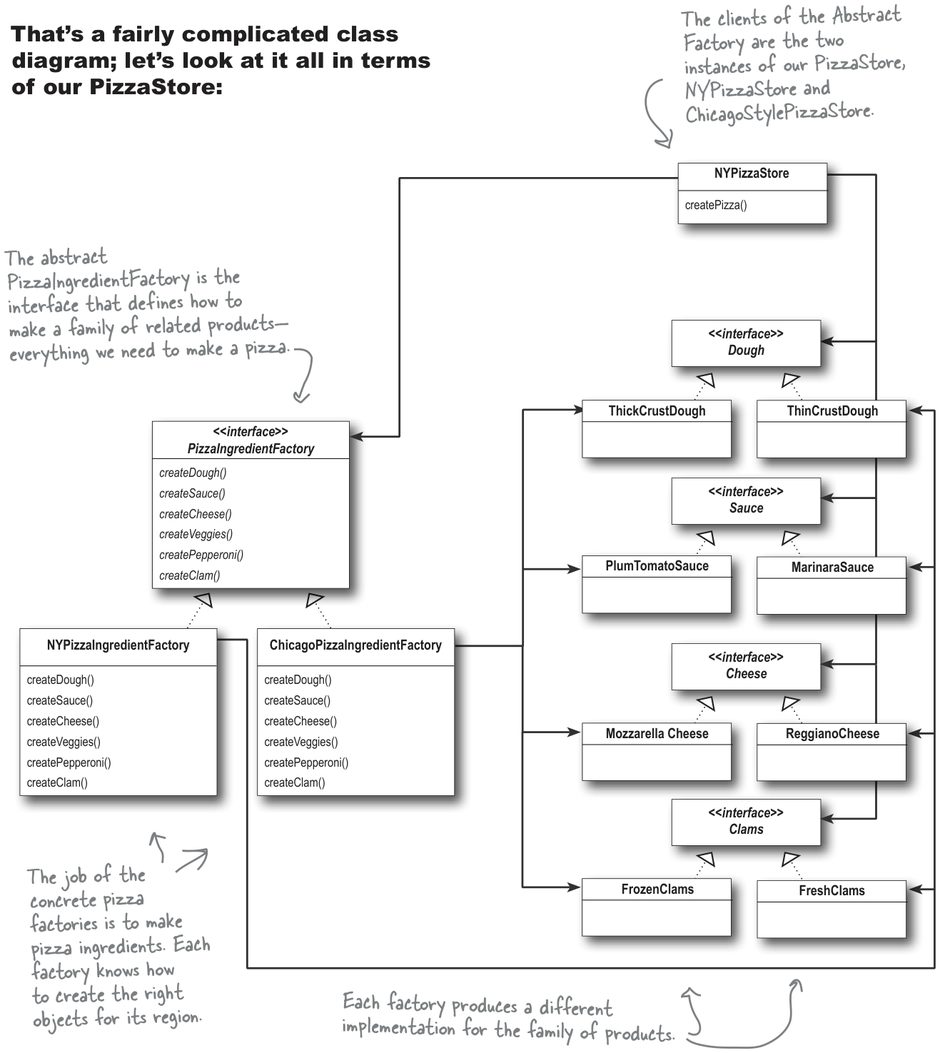 That's a fairly complicated class
diagram; let's look at it all in terms
of our PizzaStore:
The clients of the Abstract
Factory are the two
instances of our PizzaStore,
NYPizzaStore and
ChicagoStylePizzaStore.
NYPizzaStore
createPizza()
The abstract
PizzaIngredientFactory is the
interface that defines how to
make a family of related products—
everything we need to make a pizza.
<<interface>>
Dough
ThickCrustDough
ThinCrustDough
<<interface>>
PizzaIngredientFactory
createDough()
createSauce()
createCheese()
createVeggies()
createPepperoni()
createClam()
<<interface>>
Sauce
PlumTomatoSauce
MarinaraSauce
NYPizzaIngredientFactory
createDough()
createSauce()
createCheese()
createVeggies()
createPepperoni()
createClam()
ChicagoPizzaIngredientFactory
createDough()
createSauce()
createCheese()
createVeggies()
createPepperoni()
createClam()
<<interface>>
Cheese
Mozzarella Cheese
ReggianoCheese
<<interface>>
Clams
FrozenClams
FreshClams
The job of the
concrete pizza
factories is to make
pizza ingredients. Each
factory knows how
to create the right
objects for its region.
Each factory produces a different
implementation for the family of products.